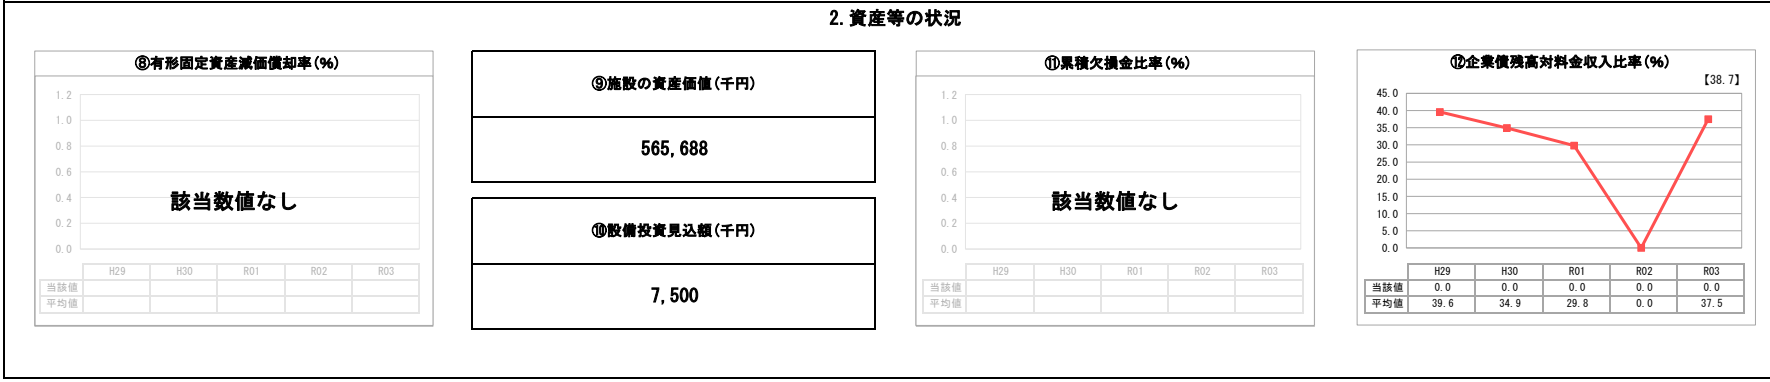 2.資産等の状況
⑧有形固定資産減価償却率(%)
1.2
1.0
0.8
0.6
0.4
0.2
0.0
該当数値なし
H29 H30 R01 R02 R03
当該値
平均値
⑨施設の資産価値(千円)
565,688
⑩設備投資見込額(千円)
7,500
⑪累積欠損金比率(%)
1.2
1.0
0.8
0.6
0.4
0.2
0.0
該当数値なし
H29 H30 R01 R02 R03
当該値
平均値
⑫企業債残高対料金収入比率(%)
【38.7】
45.0
40.0
35.0
30.0
25.0
20.0
15.0
10.0
5.0
0.0
H29 H30 R01 R02 R03
当該値 0.0 0.0 0.0 0.0 0.0
平均値 39.6 34.9 29.8 0.0 37.5